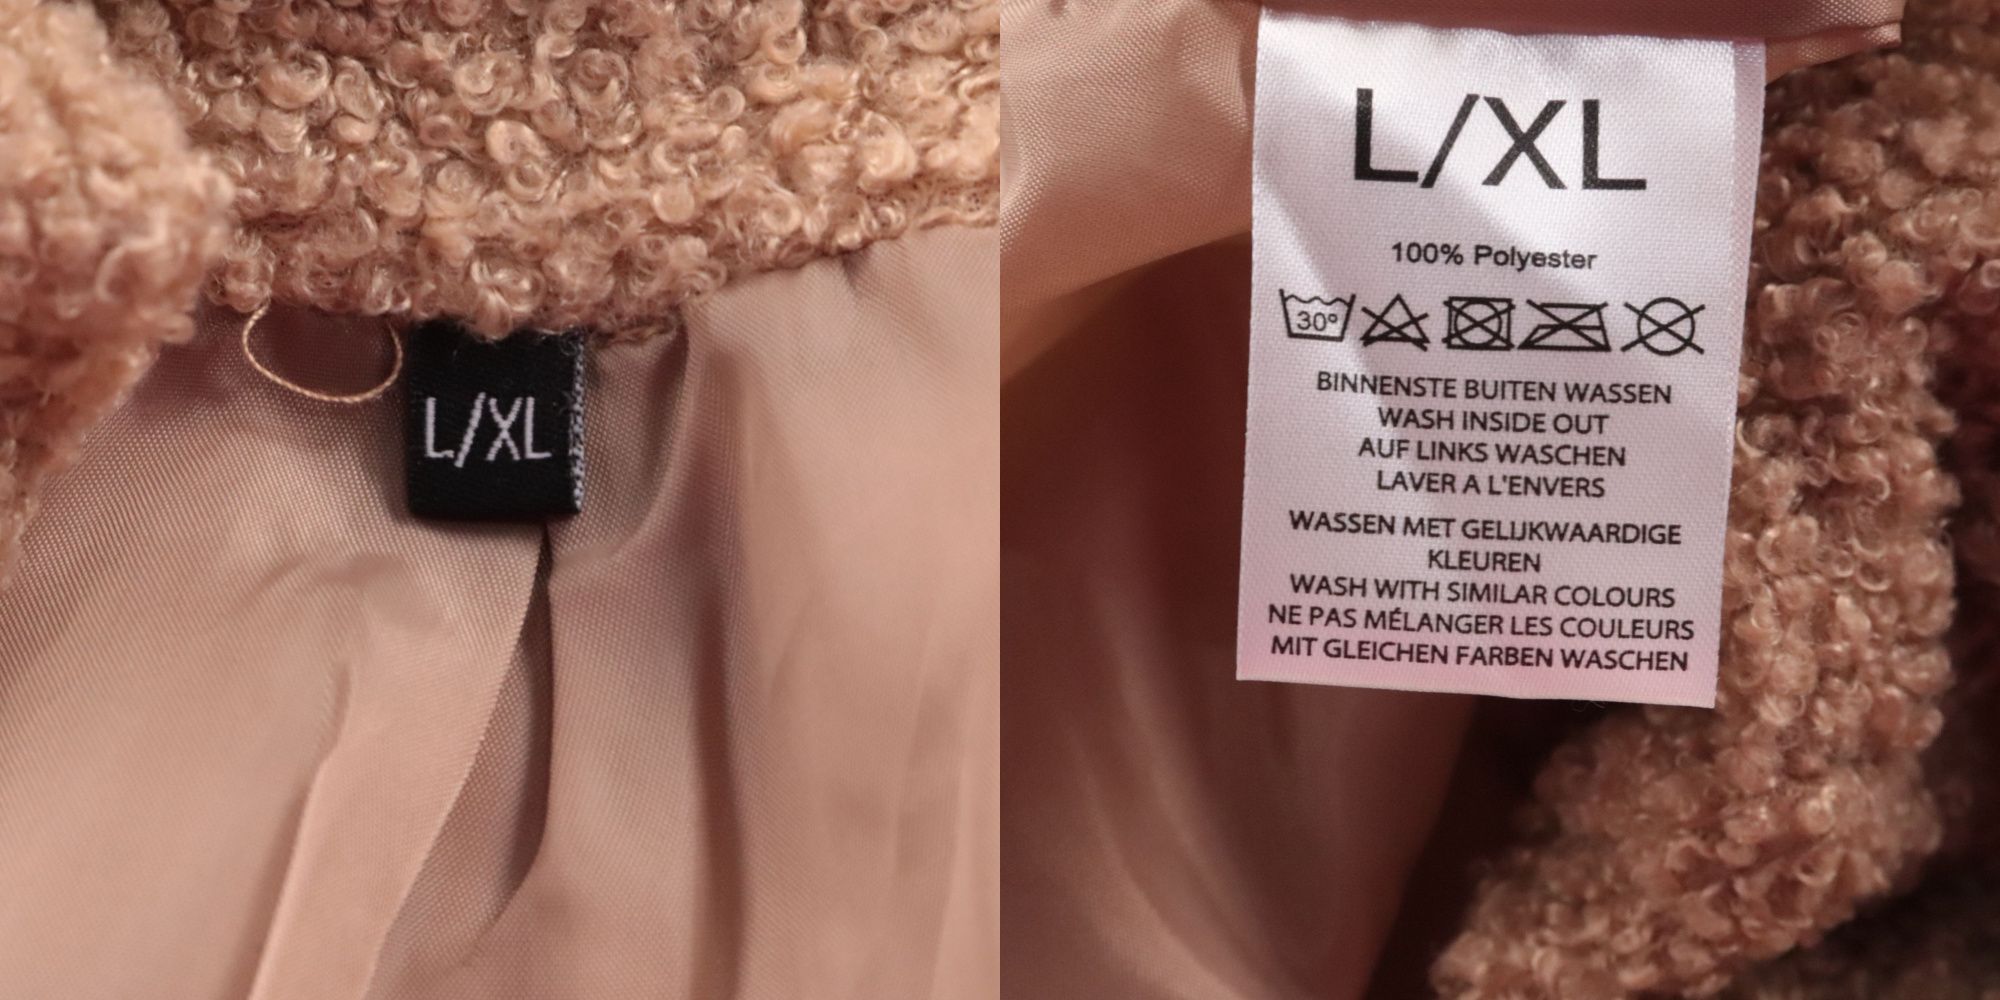 L/XL
L/XL
100% Polyester
30°
BINNENSTE BUITEN WASSEN
WASH INSIDE OUT
AUF LINKS WASCHEN
LAVER A L'ENVERS
WASSEN MET GELIJKWAARDIGE
KLEUREN
WASH WITH SIMILAR COLOURS
NE PAS MÉLANGER LES COULEURS
MIT GLEICHEN FARBEN WASCHEN